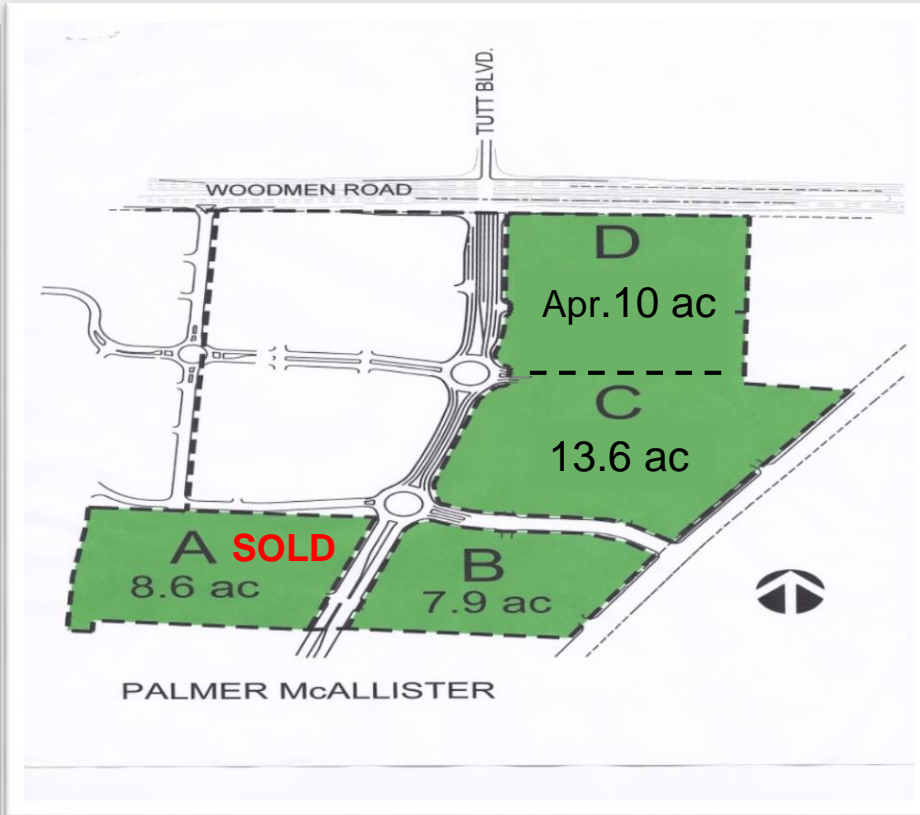 TUTT BLVD.
WOODMEN ROAD
D
Apr.10 ac
C
13.6 ac
A SOLD
8.6 ac
B
7.9 ac
PALMER McALLISTER